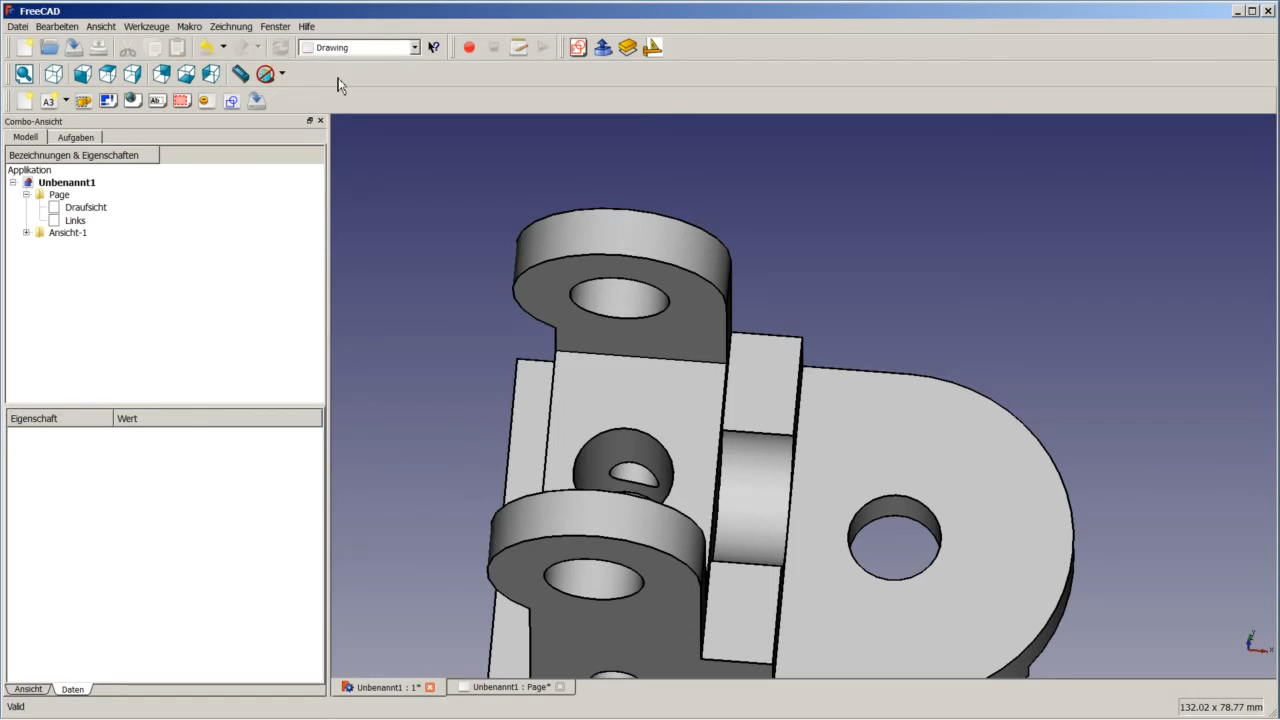 FreeCAD
Datei Bearbeiten Ansicht Werkzeuge Makro Zeichnung Fenster Hilfe
Drawing
A3
Ab
Combo-Ansicht
Modell Aufgaben
Bezeichnungen & Eigenschaften
Applikation
Unbenannt1
Page
Draufsicht
Links
Ansicht-1
Eigenschaft Wert
Ansicht Daten
Unbenannt1 : 1* Unbenannt1 : Page*
Valid 132.02 x 78.77 mm